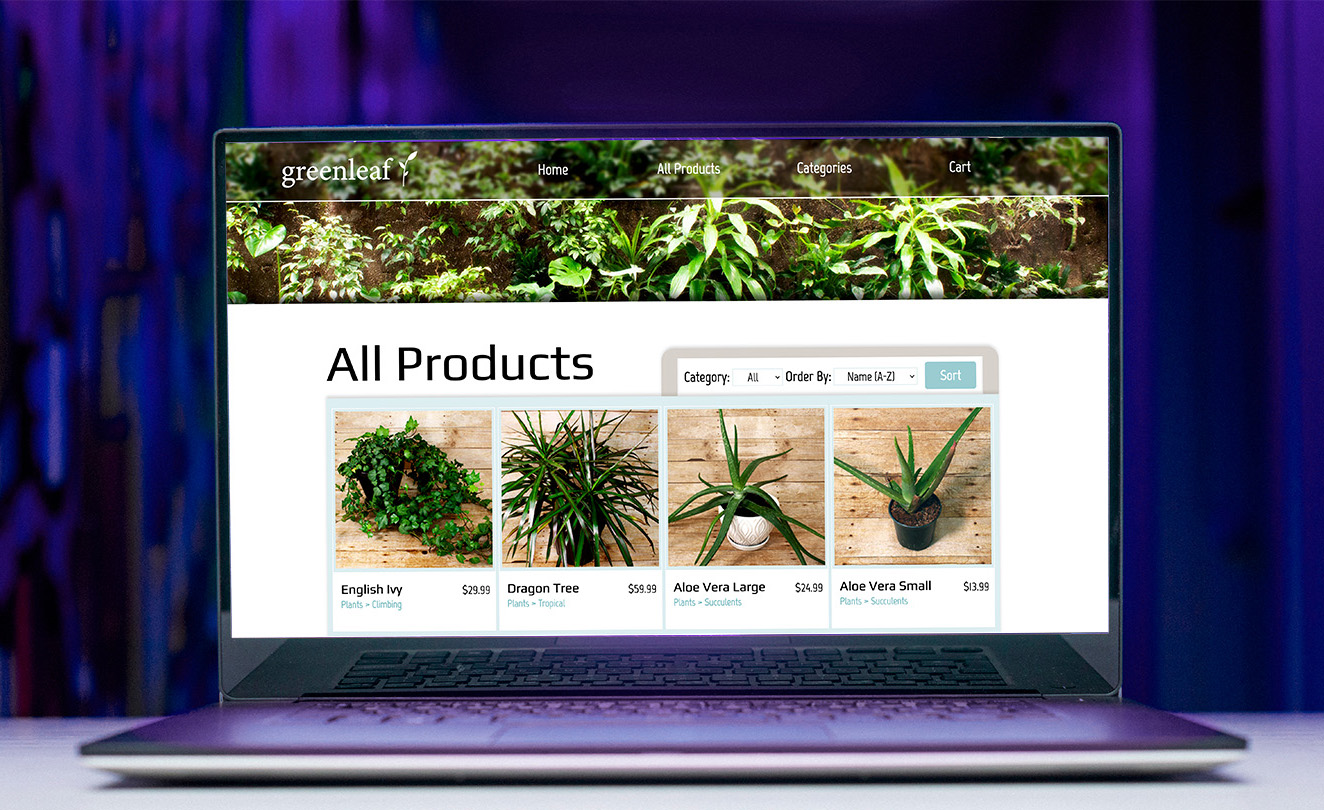 greenleaf
Home All Products Categories Cart
All Products
Category: All Order By: Name (A-Z) Sort
English Ivy $29.99
Plants > Climbing
Dragon Tree $59.99
Plants > Tropical
Aloe Vera Large $24.99
Plants > Succulents
Aloe Vera Small $13.99
Plants > Succulents